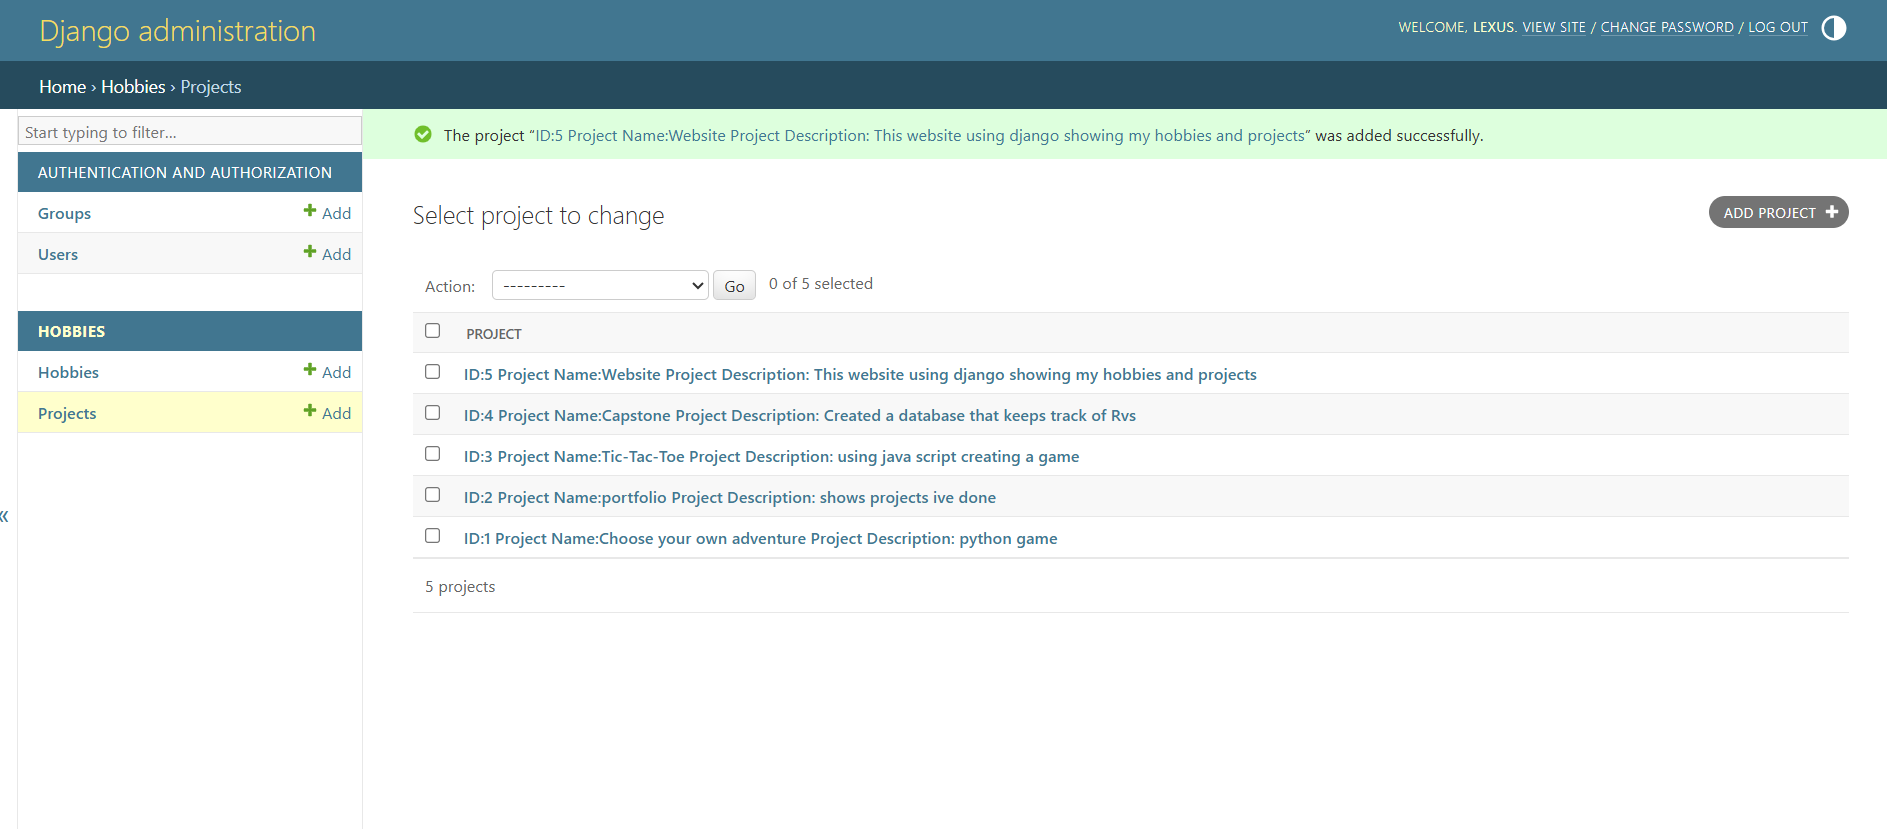 Django administration
WELCOME, LEXUS. VIEW SITE / CHANGE PASSWORD / LOG OUT
Home › Hobbies › Projects
Start typing to filter...
AUTHENTICATION AND AUTHORIZATION
Groups Add
Users Add
HOBBIES
Hobbies Add
Projects Add
«
The project “ID:5 Project Name:Website Project Description: This website using django showing my hobbies and projects” was added successfully.
Select project to change
ADD PROJECT
Action: --------- Go 0 of 5 selected
PROJECT
ID:5 Project Name:Website Project Description: This website using django showing my hobbies and projects
ID:4 Project Name:Capstone Project Description: Created a database that keeps track of Rvs
ID:3 Project Name:Tic-Tac-Toe Project Description: using java script creating a game
ID:2 Project Name:portfolio Project Description: shows projects ive done
ID:1 Project Name:Choose your own adventure Project Description: python game
5 projects